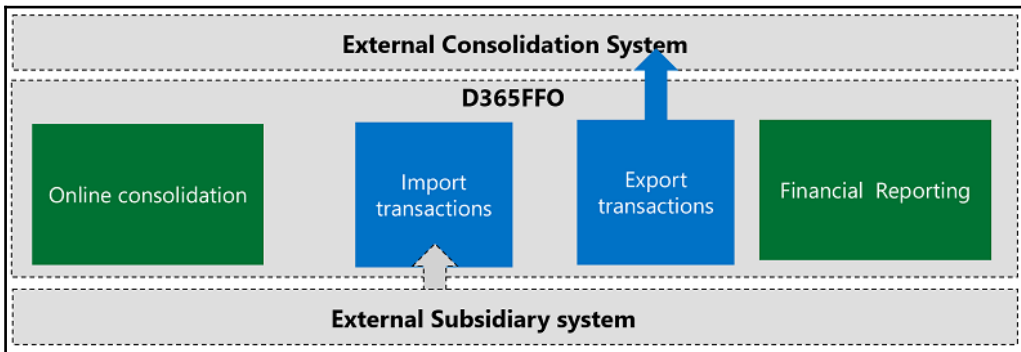 External Consolidation System
D365FFO
Online consolidation
Import
transactions
Export
transactions
Financial Reporting
External Subsidiary system